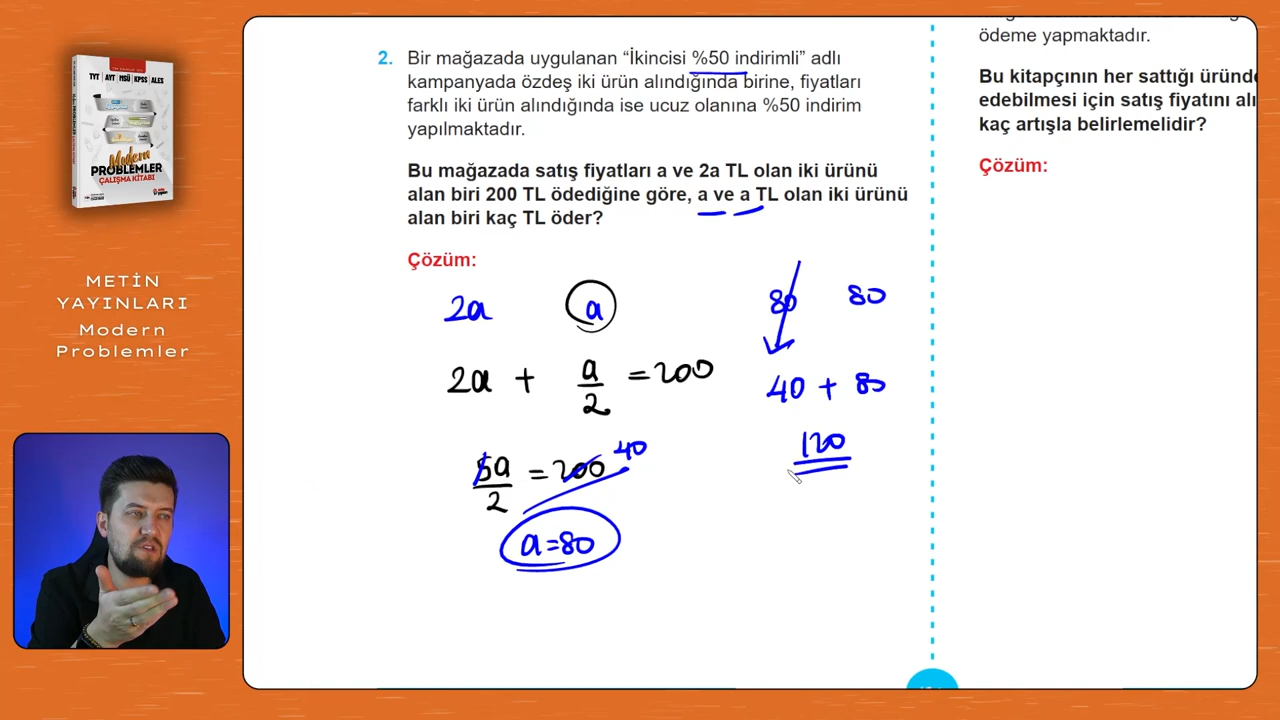 TYT | AYT | MSÜ | KPSS | ALES
Modern
PROBLEMLER
ÇALIŞMA KİTABI
METİN
YAYINLARI
Modern
Problemler
2. Bir mağazada uygulanan “İkincisi %50 indirimli” adlı
kampanyada özdeş iki ürün alındığında birine, fiyatları
farklı iki ürün alındığında ise ucuz olanına %50 indirim
yapılmaktadır.
Bu mağazada satış fiyatları a ve 2a TL olan iki ürünü
alan biri 200 TL ödediğine göre, a ve a TL olan iki ürünü
alan biri kaç TL öder?
Çözüm:
2a a
2a + a/2 = 200
5a/2 = 200 40
a=80
80 80
40 + 80
120
ödeme yapmaktadır.
Bu kitapçının her sattığı üründe
edebilmesi için satış fiyatını alı
kaç artışla belirlemelidir?
Çözüm: